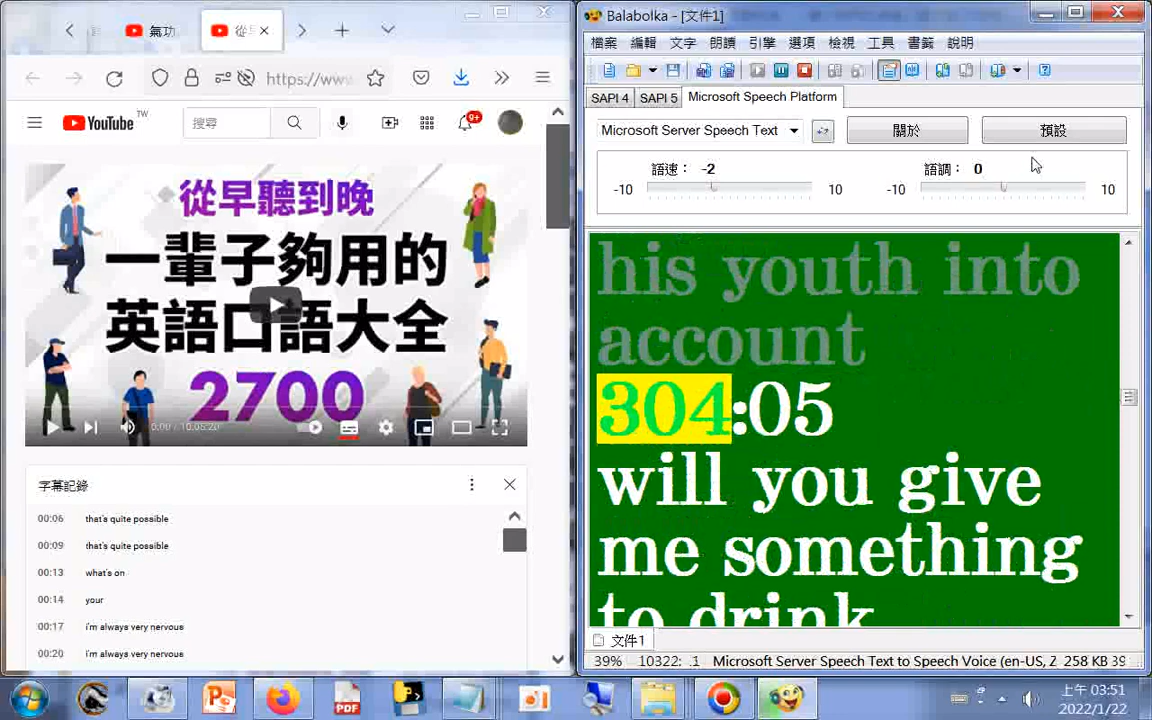 氣功
從
https://www
YouTube TW
搜尋
9+
從早聽到晚
一輩子夠用的
英語口語大全
2700
0:00 / 10:05:20
字幕記錄
00:06 that's quite possible
00:09 that's quite possible
00:13 what's on
00:14 your
00:17 i'm always very nervous
00:20 i'm always very nervous
Balabolka - [文件1]
檔案 編輯 文字 朗讀 引擎 選項 檢視 工具 書籤 說明
SAPI 4 SAPI 5 Microsoft Speech Platform
Microsoft Server Speech Text 關於 預設
語速： -2 語調： 0
-10 10 -10 10
his youth into
account
304:05
will you give
me something
to drink
文件1
39% 10322: .1 Microsoft Server Speech Text to Speech Voice (en-US, Z 258 KB 39
PDF
上午 03:51
2022/1/22